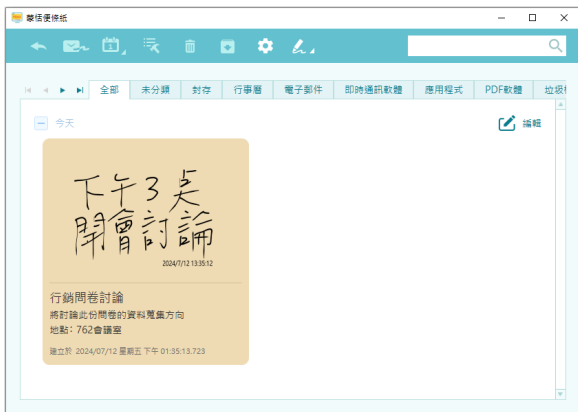 蒙恬便條紙
全部 未分類 封存 行事曆 電子郵件 即時通訊軟體 應用程式 PDF軟體 垃圾
今天
編輯
下午3点
開會討論
2024/7/12 13:35:12
行銷問卷討論
將討論此份問卷的資料蒐集方向
地點：762會議室
建立於 2024/07/12 星期五 下午 01:35:13.723